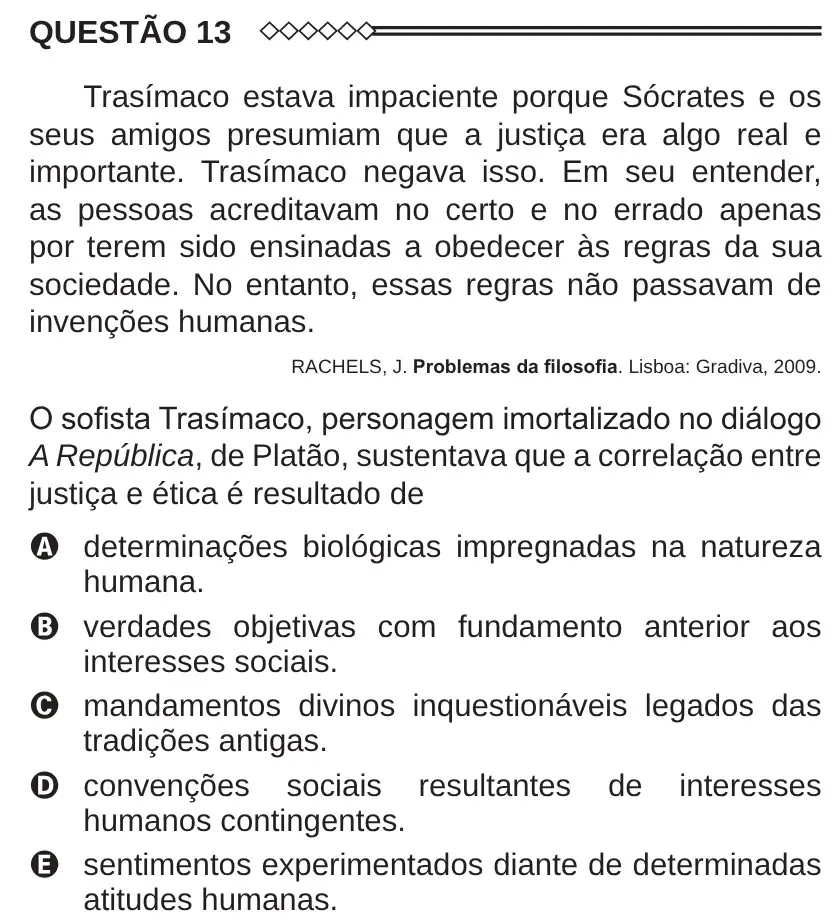 QUESTÃO 13
Trasímaco estava impaciente porque Sócrates e os
seus amigos presumiam que a justiça era algo real e
importante. Trasímaco negava isso. Em seu entender,
as pessoas acreditavam no certo e no errado apenas
por terem sido ensinadas a obedecer às regras da sua
sociedade. No entanto, essas regras não passavam de
invenções humanas.
RACHELS, J. Problemas da filosofia. Lisboa: Gradiva, 2009.
O sofista Trasímaco, personagem imortalizado no diálogo
A República, de Platão, sustentava que a correlação entre
justiça e ética é resultado de
A determinações biológicas impregnadas na natureza
humana.
B verdades objetivas com fundamento anterior aos
interesses sociais.
C mandamentos divinos inquestionáveis legados das
tradições antigas.
D convenções sociais resultantes de interesses
humanos contingentes.
E sentimentos experimentados diante de determinadas
atitudes humanas.